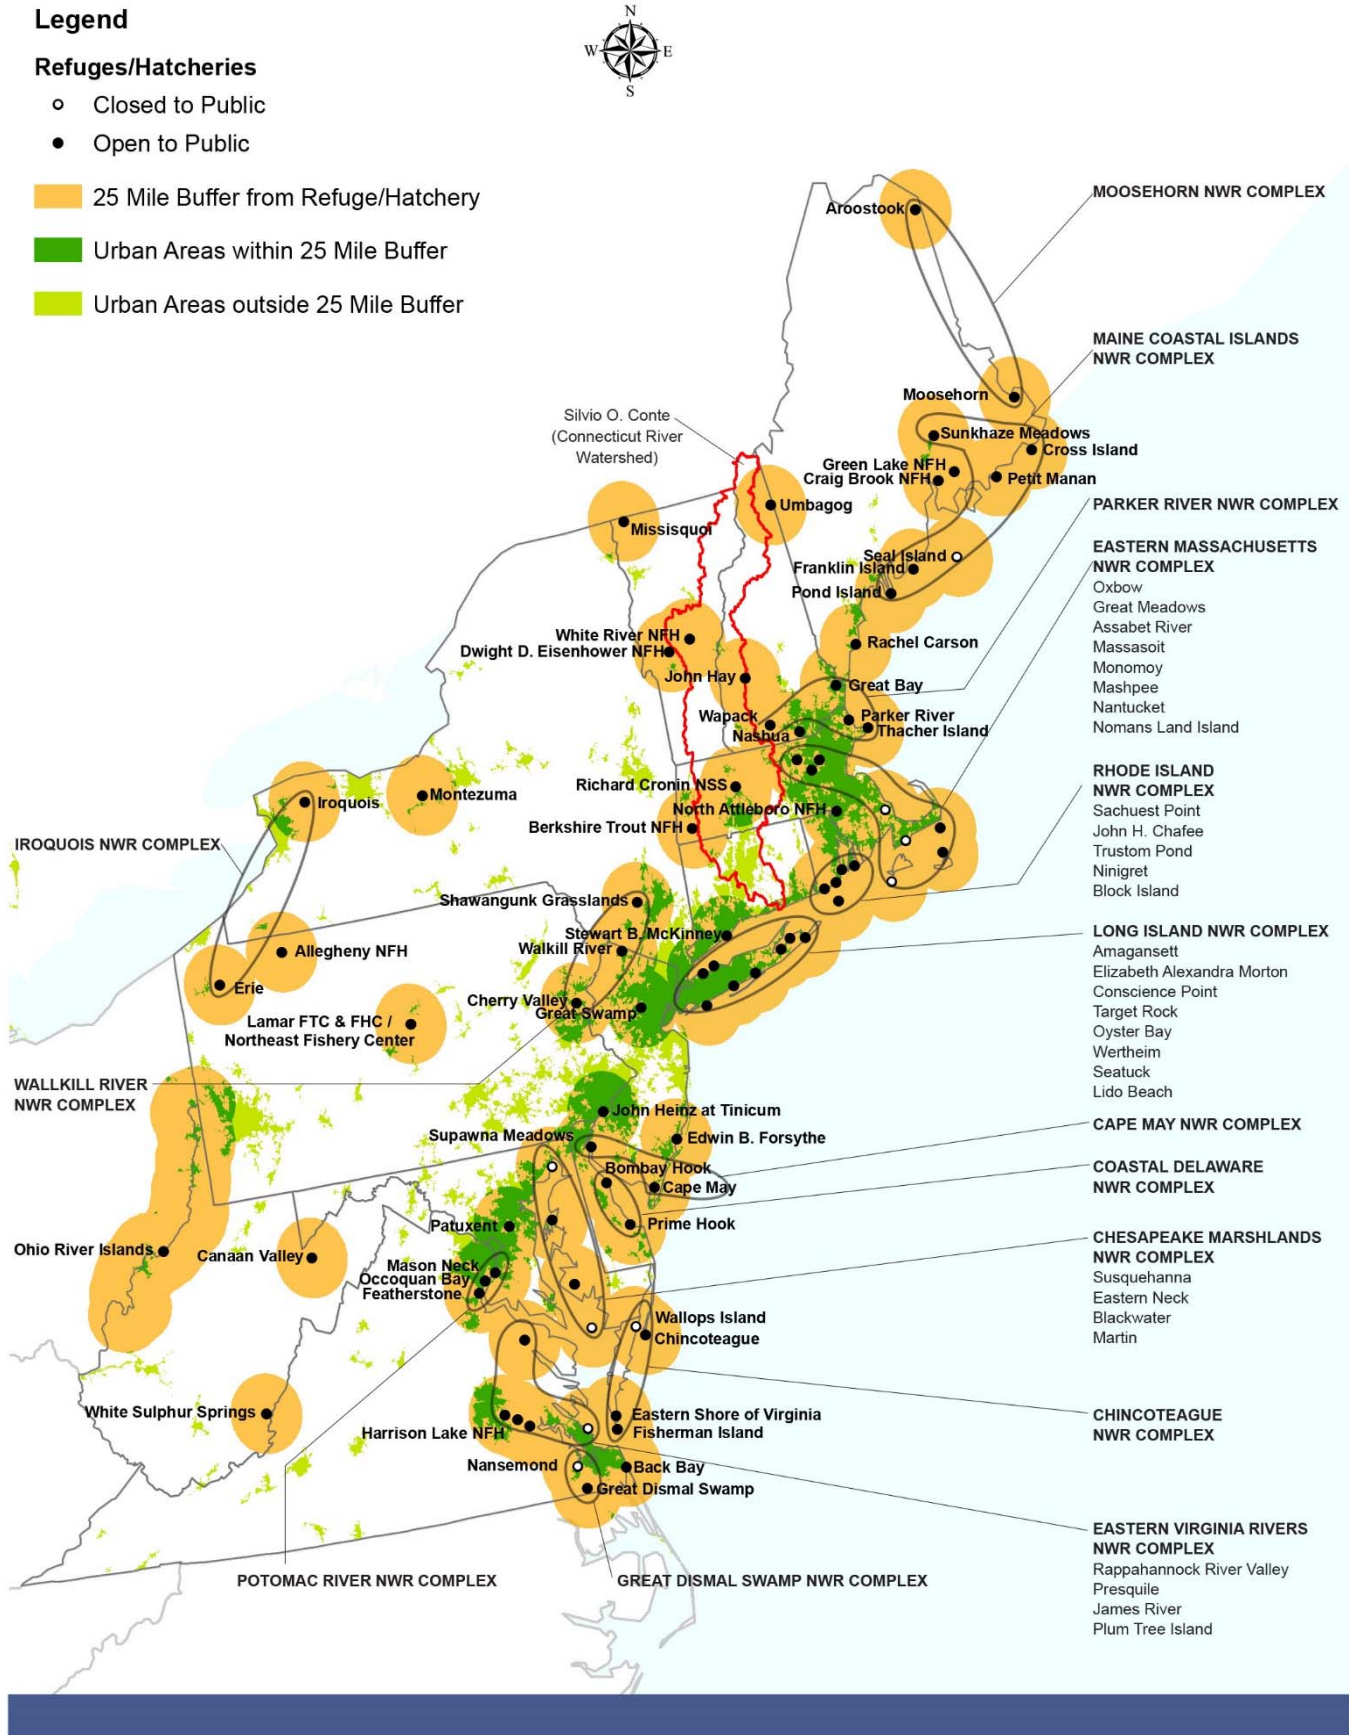 Legend
N
W
E
S
Refuges/Hatcheries
Closed to Public
Open to Public
25 Mile Buffer from Refuge/Hatchery
Urban Areas within 25 Mile Buffer
Urban Areas outside 25 Mile Buffer
MOOSEHORN NWR COMPLEX
Aroostook
MAINE COASTAL ISLANDS
NWR COMPLEX
Moosehorn
Silvio O. Conte
(Connecticut River
Watershed)
Sunkhaze Meadows
Cross Island
Green Lake NFH
Craig Brook NFH
Petit Manan
Umbagog
PARKER RIVER NWR COMPLEX
Missisquoi
EASTERN MASSACHUSETTS
NWR COMPLEX
Oxbow
Great Meadows
Assabet River
Massasoit
Monomoy
Mashpee
Nantucket
Nomans Land Island
Seal Island
Franklin Island
Pond Island
White River NFH
Dwight D. Eisenhower NFH
Rachel Carson
John Hay
Great Bay
Wapack
Parker River
Nashua
Thacher Island
RHODE ISLAND
NWR COMPLEX
Sachuest Point
John H. Chafee
Trustom Pond
Ninigret
Block Island
Richard Cronin NSS
Iroquois
Montezuma
North Attleboro NFH
Berkshire Trout NFH
IROQUOIS NWR COMPLEX
Shawangunk Grasslands
Stewart B. McKinney
Walkill River
LONG ISLAND NWR COMPLEX
Amagansett
Elizabeth Alexandra Morton
Conscience Point
Target Rock
Oyster Bay
Wertheim
Seatuck
Lido Beach
Allegheny NFH
Erie
Cherry Valley
Great Swamp
Lamar FTC & FHC /
Northeast Fishery Center
WALLKILL RIVER
NWR COMPLEX
John Heinz at Tinicum
CAPE MAY NWR COMPLEX
Supawna Meadows
Edwin B. Forsythe
Bombay Hook
COASTAL DELAWARE
NWR COMPLEX
Cape May
Patuxent
Prime Hook
Ohio River Islands
Canaan Valley
CHESAPEAKE MARSHLANDS
NWR COMPLEX
Susquehanna
Eastern Neck
Blackwater
Martin
Mason Neck
Occoquan Bay
Featherstone
Wallops Island
Chincoteague
White Sulphur Springs
Eastern Shore of Virginia
CHINCOTEAGUE
NWR COMPLEX
Harrison Lake NFH
Fisherman Island
Nansemond
Back Bay
Great Dismal Swamp
EASTERN VIRGINIA RIVERS
NWR COMPLEX
Rappahannock River Valley
Presquile
James River
Plum Tree Island
POTOMAC RIVER NWR COMPLEX
GREAT DISMAL SWAMP NWR COMPLEX